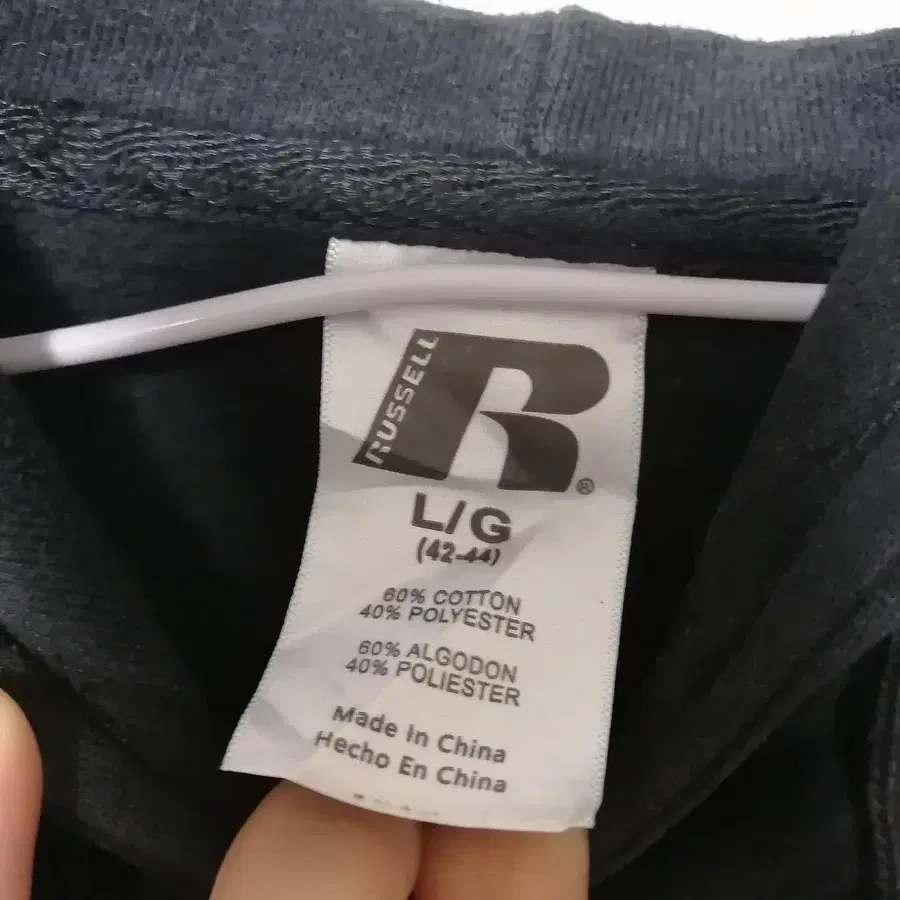 RUSSELL
R®
L/G
(42-44)
60% COTTON
40% POLYESTER
60% ALGODON
40% POLIESTER
Made In China
Hecho En China